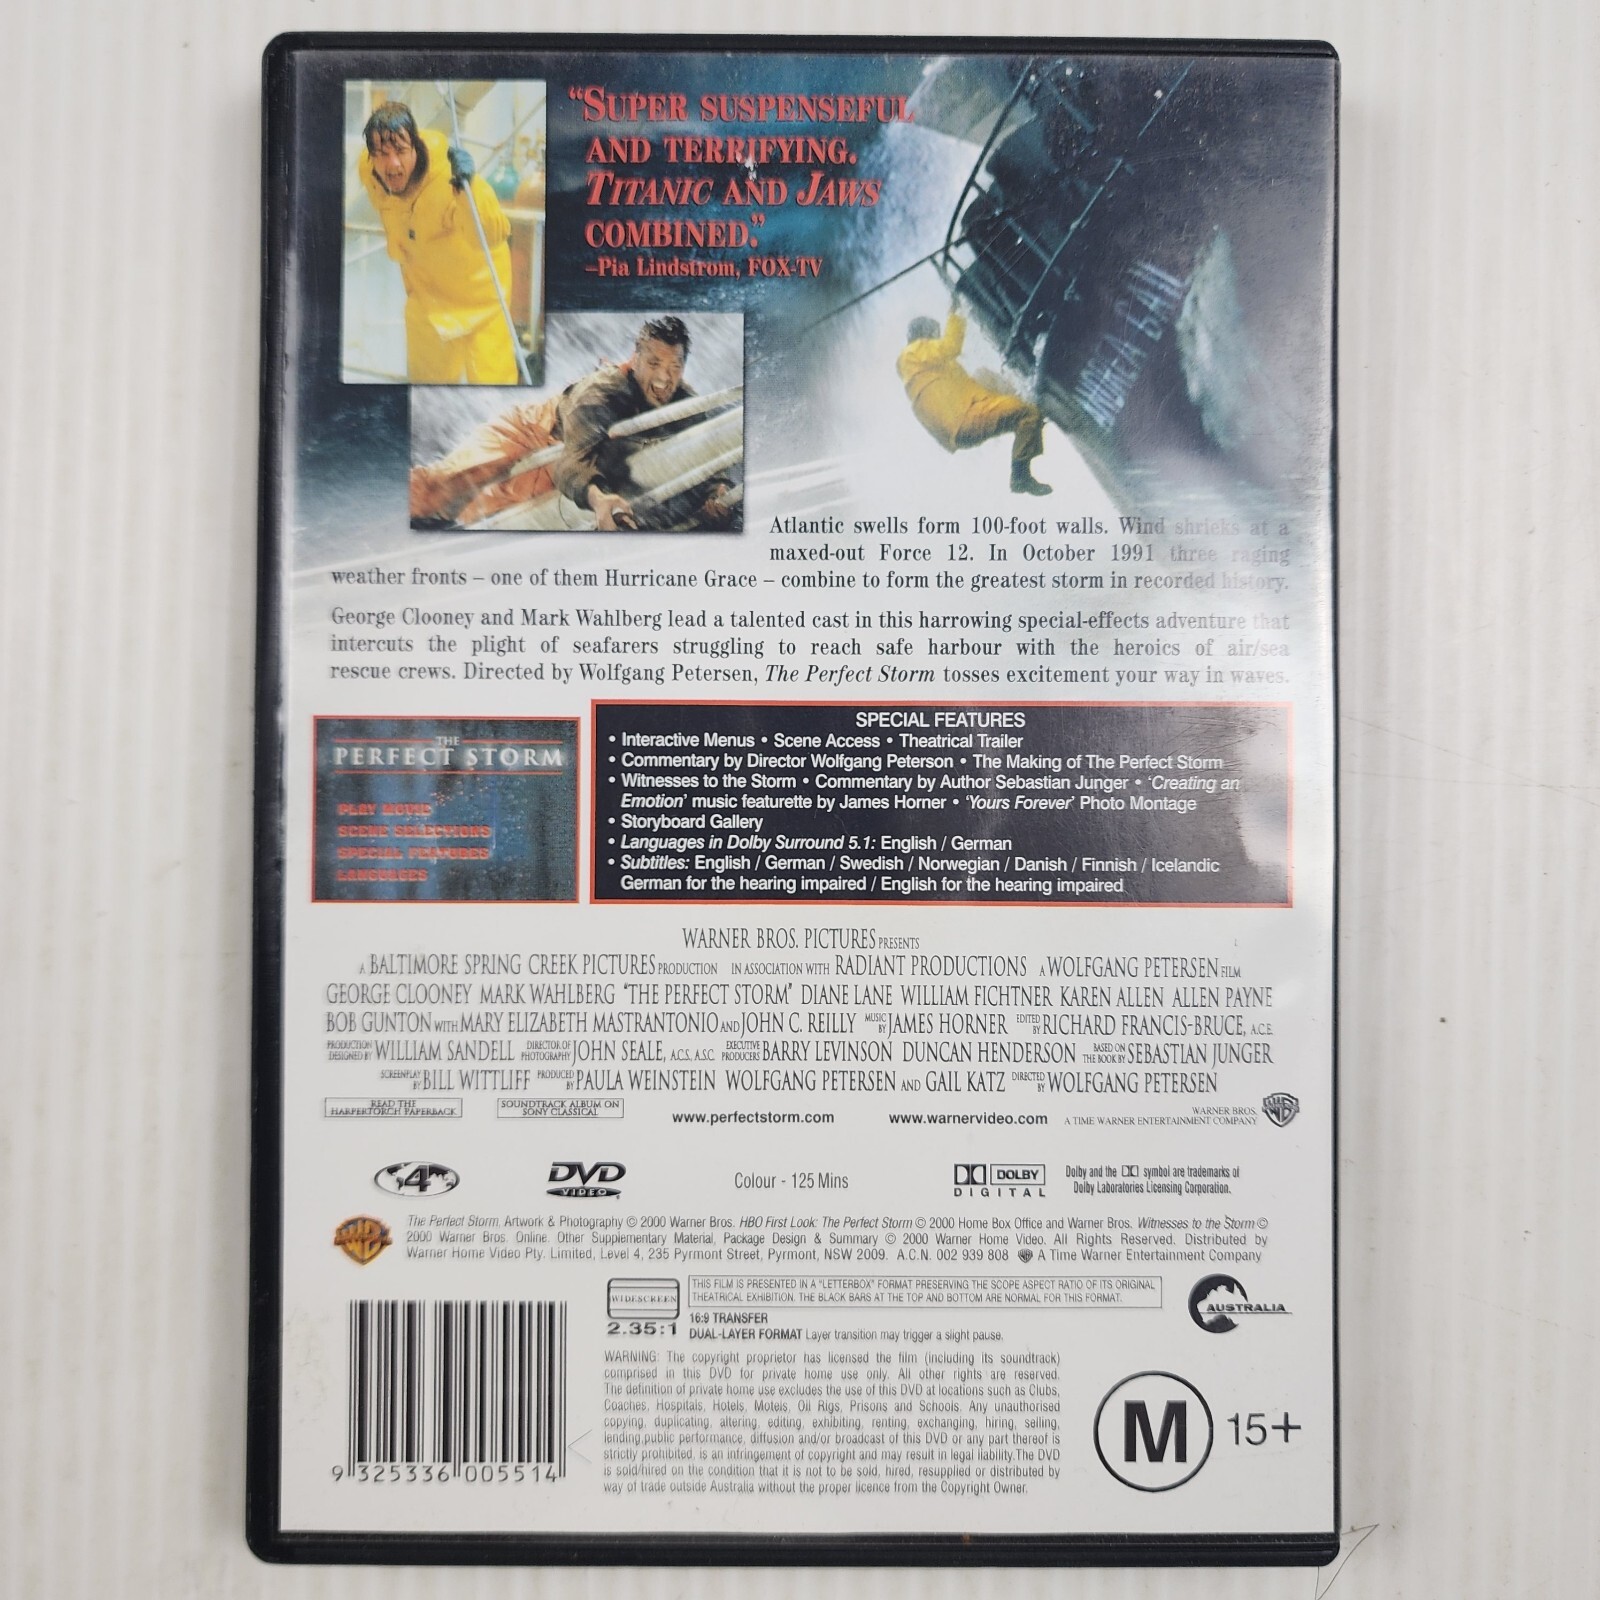 “SUPER SUSPENSEFUL
AND TERRIFYING.
TITANIC AND JAWS
COMBINED.”
–Pia Lindstrom, FOX-TV
Atlantic swells form 100-foot walls. Wind shrieks at a
maxed-out Force 12. In October 1991 three raging
weather fronts – one of them Hurricane Grace – combine to form the greatest storm in recorded history.
George Clooney and Mark Wahlberg lead a talented cast in this harrowing special-effects adventure that
intercuts the plight of seafarers struggling to reach safe harbour with the heroics of air/sea
rescue crews. Directed by Wolfgang Petersen, The Perfect Storm tosses excitement your way in waves.
THE
PERFECT STORM
PLAY MOVIE
SCENE SELECTIONS
SPECIAL FEATURES
LANGUAGES
SPECIAL FEATURES
• Interactive Menus • Scene Access • Theatrical Trailer
• Commentary by Director Wolfgang Peterson • The Making of The Perfect Storm
• Witnesses to the Storm • Commentary by Author Sebastian Junger • ‘Creating an
Emotion’ music featurette by James Horner • ‘Yours Forever’ Photo Montage
• Storyboard Gallery
• Languages in Dolby Surround 5.1: English / German
• Subtitles: English / German / Swedish / Norwegian / Danish / Finnish / Icelandic
German for the hearing impaired / English for the hearing impaired
WARNER BROS. PICTURES PRESENTS
A BALTIMORE SPRING CREEK PICTURES PRODUCTION IN ASSOCIATION WITH RADIANT PRODUCTIONS A WOLFGANG PETERSEN FILM
GEORGE CLOONEY MARK WAHLBERG "THE PERFECT STORM" DIANE LANE WILLIAM FICHTNER KAREN ALLEN ALLEN PAYNE
BOB GUNTON WITH MARY ELIZABETH MASTRANTONIO AND JOHN C. REILLY MUSIC BY JAMES HORNER EDITED BY RICHARD FRANCIS-BRUCE, A.C.E.
PRODUCTION DESIGNED BY WILLIAM SANDELL DIRECTOR OF PHOTOGRAPHY JOHN SEALE, A.C.S. A.S.C. EXECUTIVE PRODUCERS BARRY LEVINSON DUNCAN HENDERSON BASED ON THE BOOK BY SEBASTIAN JUNGER
SCREENPLAY BY BILL WITTLIFF PRODUCED BY PAULA WEINSTEIN WOLFGANG PETERSEN AND GAIL KATZ DIRECTED BY WOLFGANG PETERSEN
READ THE
HARPERTORCH PAPERBACK
SOUNDTRACK ALBUM ON
SONY CLASSICAL
www.perfectstorm.com
www.warnervideo.com
WARNER BROS.
A TIME WARNER ENTERTAINMENT COMPANY
4
DVD
VIDEO
Colour - 125 Mins
DOLBY
DIGITAL
Dolby and the symbol are trademarks of
Dolby Laboratories Licensing Corporation.
The Perfect Storm, Artwork & Photography © 2000 Warner Bros. HBO First Look: The Perfect Storm © 2000 Home Box Office and Warner Bros. Witnesses to the Storm ©
2000 Warner Bros. Online. Other Supplementary Material, Package Design & Summary © 2000 Warner Home Video. All Rights Reserved. Distributed by
Warner Home Video Pty. Limited, Level 4, 235 Pyrmont Street, Pyrmont, NSW 2009. A.C.N. 002 939 808 A Time Warner Entertainment Company
WIDESCREEN
2.35:1
THIS FILM IS PRESENTED IN A "LETTERBOX" FORMAT PRESERVING THE SCOPE ASPECT RATIO OF ITS ORIGINAL
THEATRICAL EXHIBITION. THE BLACK BARS AT THE TOP AND BOTTOM ARE NORMAL FOR THIS FORMAT.
16:9 TRANSFER
DUAL-LAYER FORMAT Layer transition may trigger a slight pause.
AUSTRALIA
WARNING: The copyright proprietor has licensed the film (including its soundtrack)
comprised in this DVD for private home use only. All other rights are reserved.
The definition of private home use excludes the use of this DVD at locations such as Clubs,
Coaches, Hospitals, Hotels, Motels, Oil Rigs, Prisons and Schools. Any unauthorised
copying, duplicating, altering, editing, exhibiting, renting, exchanging, hiring, selling,
lending,public performance, diffusion and/or broadcast of this DVD or any part thereof is
strictly prohibited, is an infringement of copyright and may result in legal liability.The DVD
is sold/hired on the condition that it is not to be sold, hired, resupplied or distributed by
way of trade outside Australia without the proper licence from the Copyright Owner.
9 325336 005514
M 15+